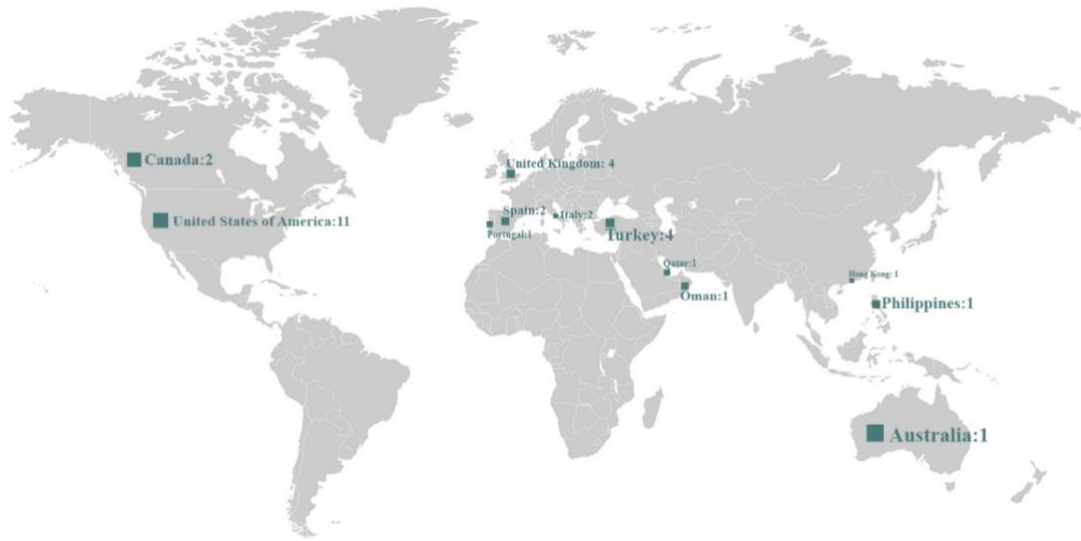 Canada:2
United Kingdom: 4
United States of America:11
Spain:2
Italy:2
Portugal:1
Turkey:4
Qatar:1
Oman:1
Hong Kong: 1
Philippines:1
Australia:1